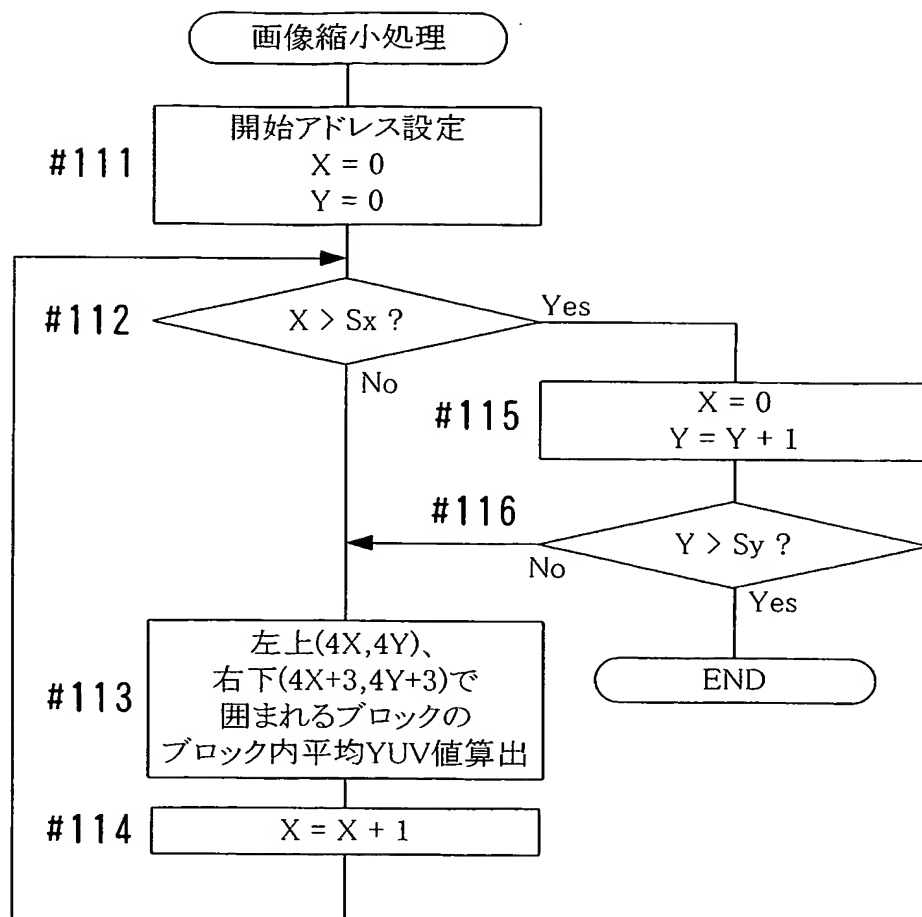 画像縮小処理
#111
開始アドレス設定
X = 0
Y = 0
#112
X > Sx ?
Yes
No
#115
X = 0
Y = Y + 1
#116
Y > Sy ?
No
Yes
#113
左上(4X,4Y)、
右下(4X+3,4Y+3)で
囲まれるブロックの
ブロック内平均YUV値算出
END
#114
X = X + 1